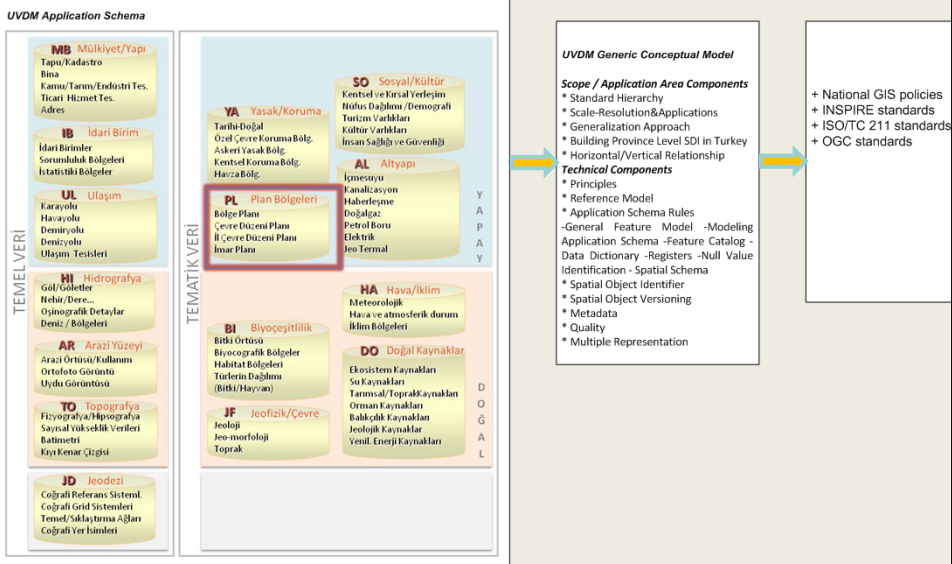 UVDM Application Schema
TEMEL VERİ
MB Mülkiyet/Yapı
Tapu/Kadastro
Bina
Kamu/Tarım/Endüstri Tes.
Ticari Hizmet Tes.
Adres
IB İdari Birim
İdari Birimler
Sorumluluk Bölgeleri
İstatistiki Bölgeler
UL Ulaşım
Karayolu
Havayolu
Demiryolu
Denizyolu
Ulaşım Tesisleri
HI Hidrografya
Göl/Göletler
Nehir/Dere...
Oşinografik Detaylar
Deniz / Bölgeleri
AR Arazi Yüzeyi
Arazi Örtüsü/Kullanım
Ortofoto Görüntü
Uydu Görüntüsü
TO Topografya
Fizyografya/Hipsografya
Sayısal Yükseklik Verileri
Batimetri
Kıyı Kenar Çizgisi
JD Jeodezi
Coğrafi Referans Sisteml.
Coğrafi Grid Sistemleri
Temel/Sıklaştırma Ağları
Coğrafi Yer İsimleri
TEMATİK VERİ
YA Yasak/Koruma
Tarihi-Doğal
Özel Çevre Koruma Bölg.
Askeri Yasak Bölg.
Kentsel Koruma Bölg.
Havza Bölg.
PL Plan Bölgeleri
Bölge Planı
Çevre Düzeni Planı
İl Çevre Düzeni Planı
İmar Planı
SO Sosyal/Kültür
Kentsel ve Kırsal Yerleşim
Nüfus Dağılımı /Demografi
Turizm Varlıkları
Kültür Varlıkları
İnsan Sağlığı ve Güvenliği
AL Altyapı
İçmesuyu
Kanalizasyon
Haberleşme
Doğalgaz
Petrol Boru
Elektrik
Jeo Termal
YAPAY
BI Biyoçeşitlilik
Bitki Örtüsü
Biyocografik Bölgeler
Habitat Bölgeleri
Türlerin Dağılımı
(Bitki/Hayvan)
JF Jeofizik/Çevre
Jeoloji
Jeo-morfoloji
Toprak
HA Hava/İklim
Meteorolojik
Hava ve atmosferik durum
İklim Bölgeleri
DO Doğal Kaynaklar
Ekosistem Kaynakları
Su Kaynakları
Tarımsal/ToprakKaynakları
Orman Kaynakları
Balıkçılık Kaynakları
Jeolojik Kaynaklar
Yenil. Enerji Kaynakları
DOĞAL
UVDM Generic Conceptual Model
Scope / Application Area Components
* Standard Hierarchy
* Scale-Resolution&Applications
* Generalization Approach
* Building Province Level SDI in Turkey
* Horizontal/Vertical Relationship
Technical Components
* Principles
* Reference Model
* Application Schema Rules
-General Feature Model -Modeling
Application Schema -Feature Catalog -
Data Dictionary -Registers -Null Value
Identification - Spatial Schema
* Spatial Object Identifier
* Spatial Object Versioning
* Metadata
* Quality
* Multiple Representation
+ National GIS policies
+ INSPIRE standards
+ ISO/TC 211 standards
+ OGC standards